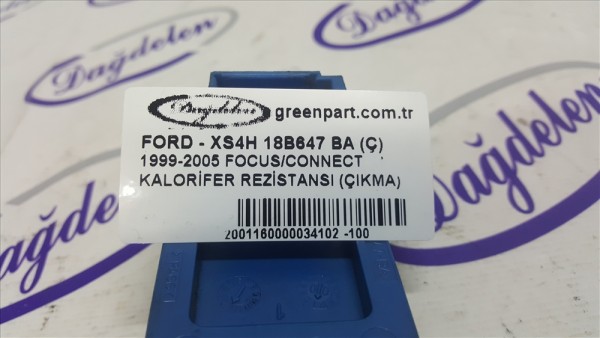 Dağdelen
Dağdelen
greenpart.com.tr
FORD - XS4H 18B647 BA (Ç)
1999-2005 FOCUS/CONNECT
KALORİFER REZİSTANSI (ÇIKMA)
2001160000034102 -100
Dağdelen
Dağdelen